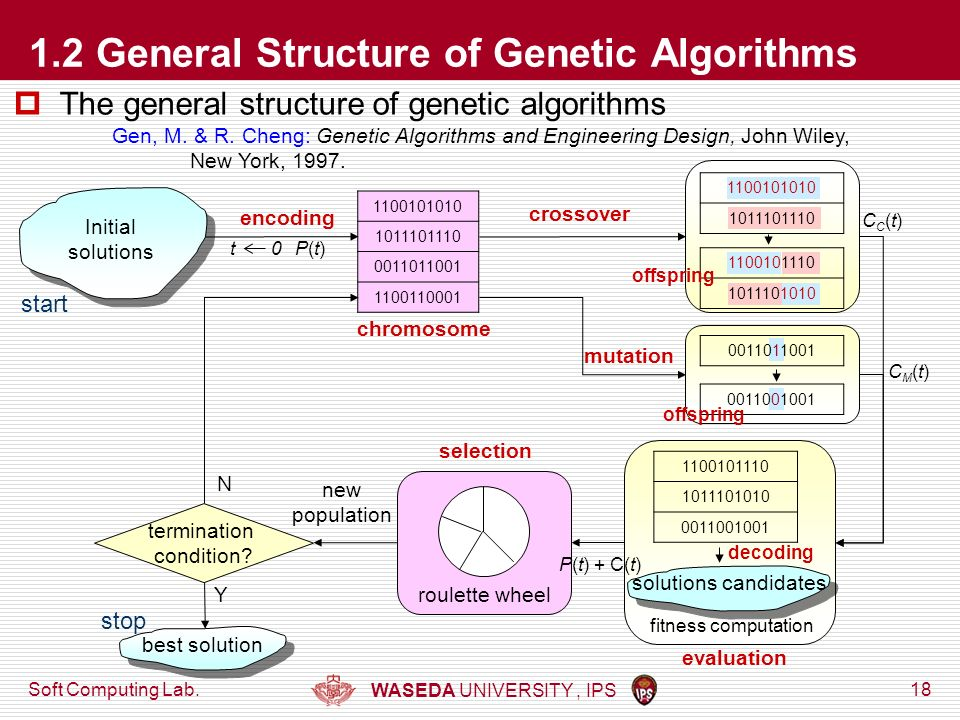 1.2 General Structure of Genetic Algorithms
The general structure of genetic algorithms
Gen, M. & R. Cheng: Genetic Algorithms and Engineering Design, John Wiley,
New York, 1997.
Initial
solutions
start
encoding
t ← 0 P(t)
1100101010
1011101110
0011011001
1100110001
chromosome
crossover
1100101010
1011101110
offspring
1100101110
1011101010
CC(t)
mutation
0011011001
0011001001
offspring
CM(t)
selection
roulette wheel
new
population
P(t) + C(t)
1100101110
1011101010
0011001001
decoding
solutions candidates
fitness computation
evaluation
N
termination
condition?
Y
stop
best solution
Soft Computing Lab.
WASEDA UNIVERSITY , IPS
IPS
18